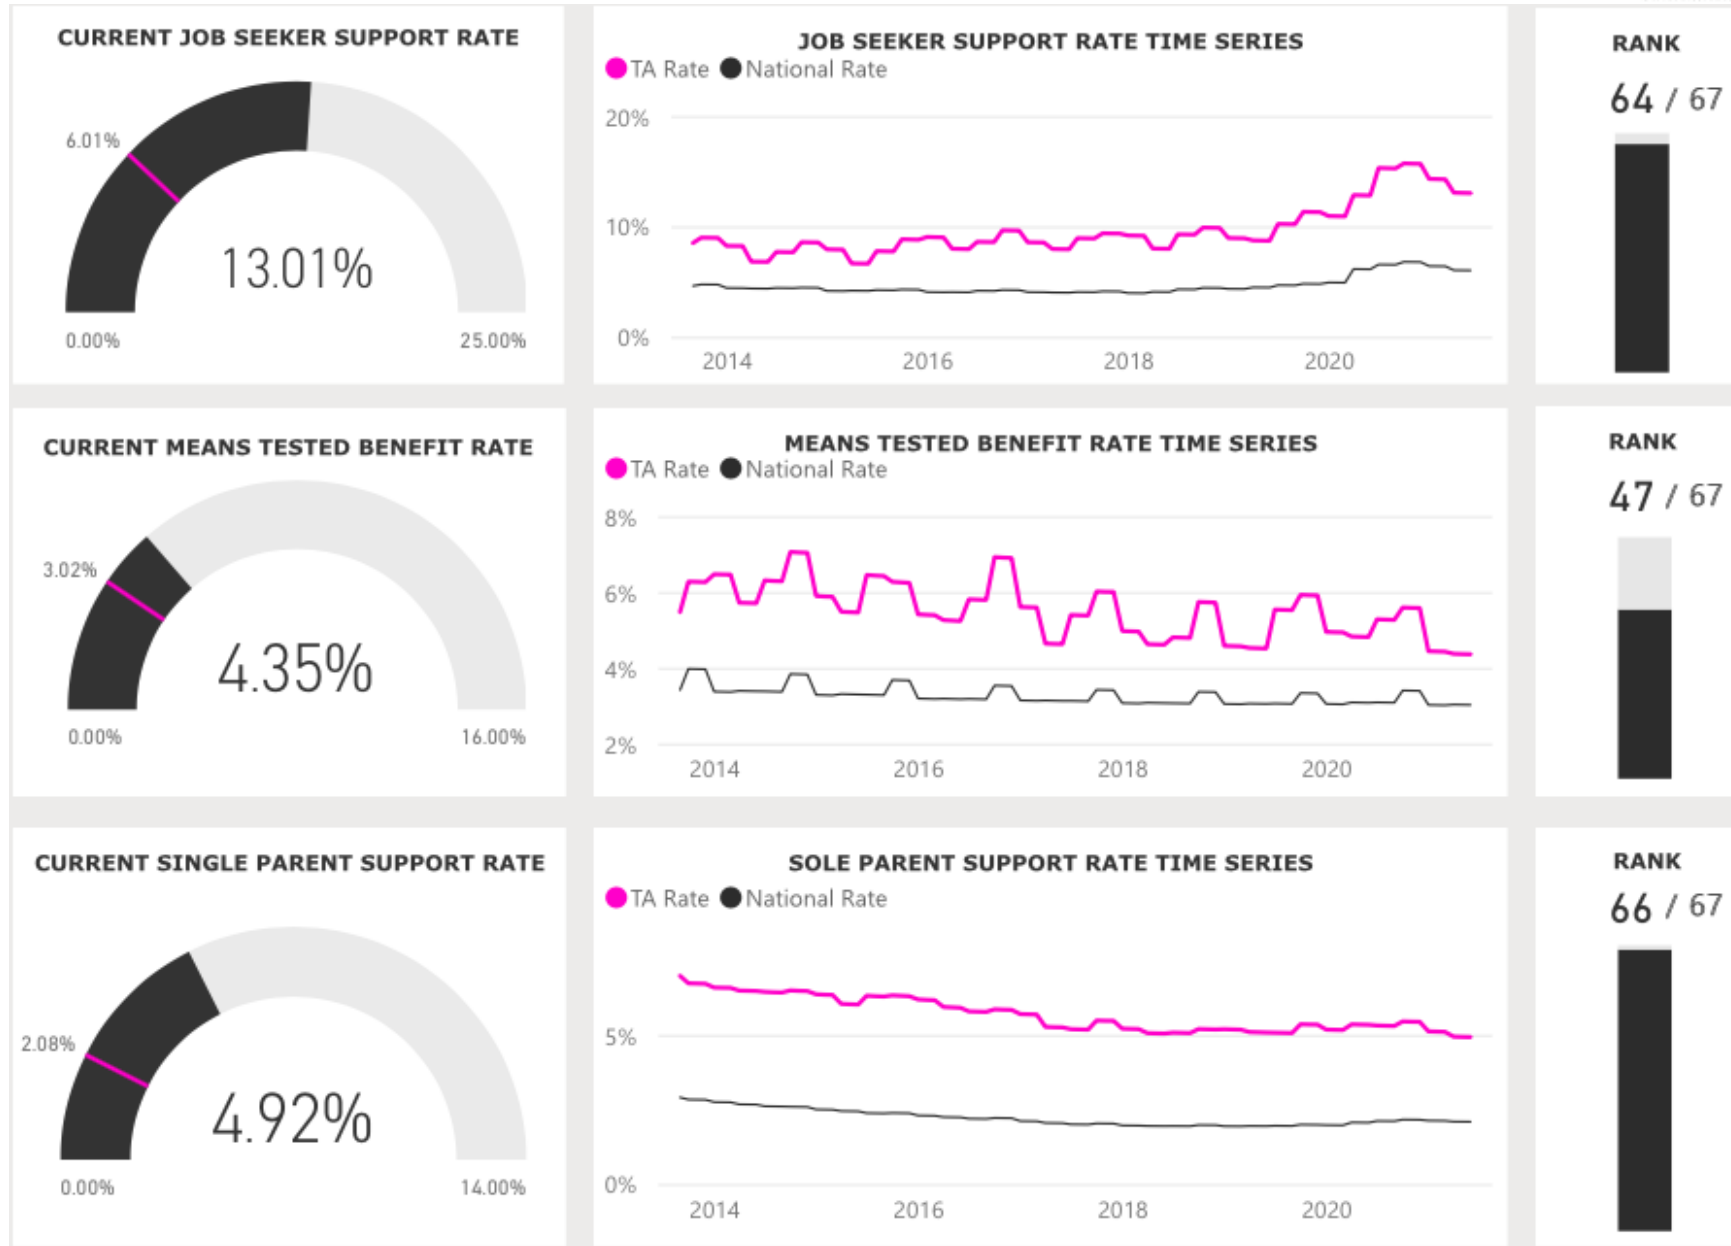 CURRENT JOB SEEKER SUPPORT RATE
6.01%
13.01%
0.00%
25.00%
JOB SEEKER SUPPORT RATE TIME SERIES
TA Rate National Rate
20%
10%
0%
2014 2016 2018 2020
RANK
64 / 67
CURRENT MEANS TESTED BENEFIT RATE
3.02%
4.35%
0.00%
16.00%
MEANS TESTED BENEFIT RATE TIME SERIES
TA Rate National Rate
8%
6%
4%
2%
2014 2016 2018 2020
RANK
47 / 67
CURRENT SINGLE PARENT SUPPORT RATE
2.08%
4.92%
0.00%
14.00%
SOLE PARENT SUPPORT RATE TIME SERIES
TA Rate National Rate
5%
0%
2014 2016 2018 2020
RANK
66 / 67